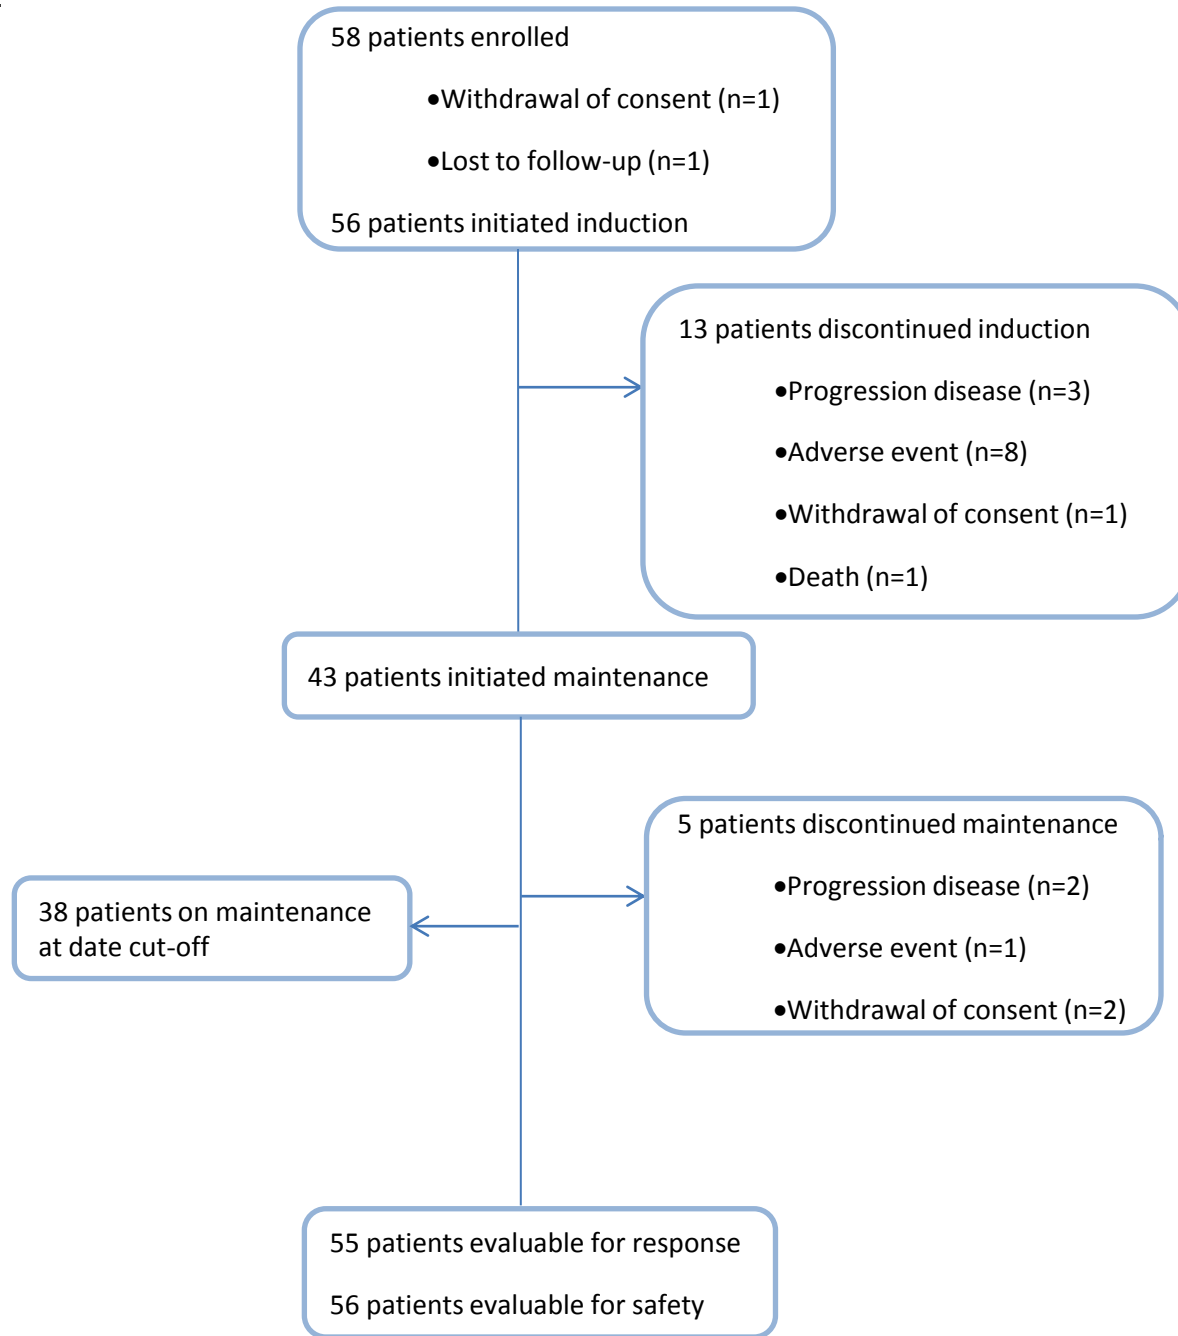 58 patients enrolled
•Withdrawal of consent (n=1)
•Lost to follow-up (n=1)
56 patients initiated induction
13 patients discontinued induction
•Progression disease (n=3)
•Adverse event (n=8)
•Withdrawal of consent (n=1)
•Death (n=1)
43 patients initiated maintenance
5 patients discontinued maintenance
•Progression disease (n=2)
•Adverse event (n=1)
•Withdrawal of consent (n=2)
38 patients on maintenance
at date cut-off
55 patients evaluable for response
56 patients evaluable for safety